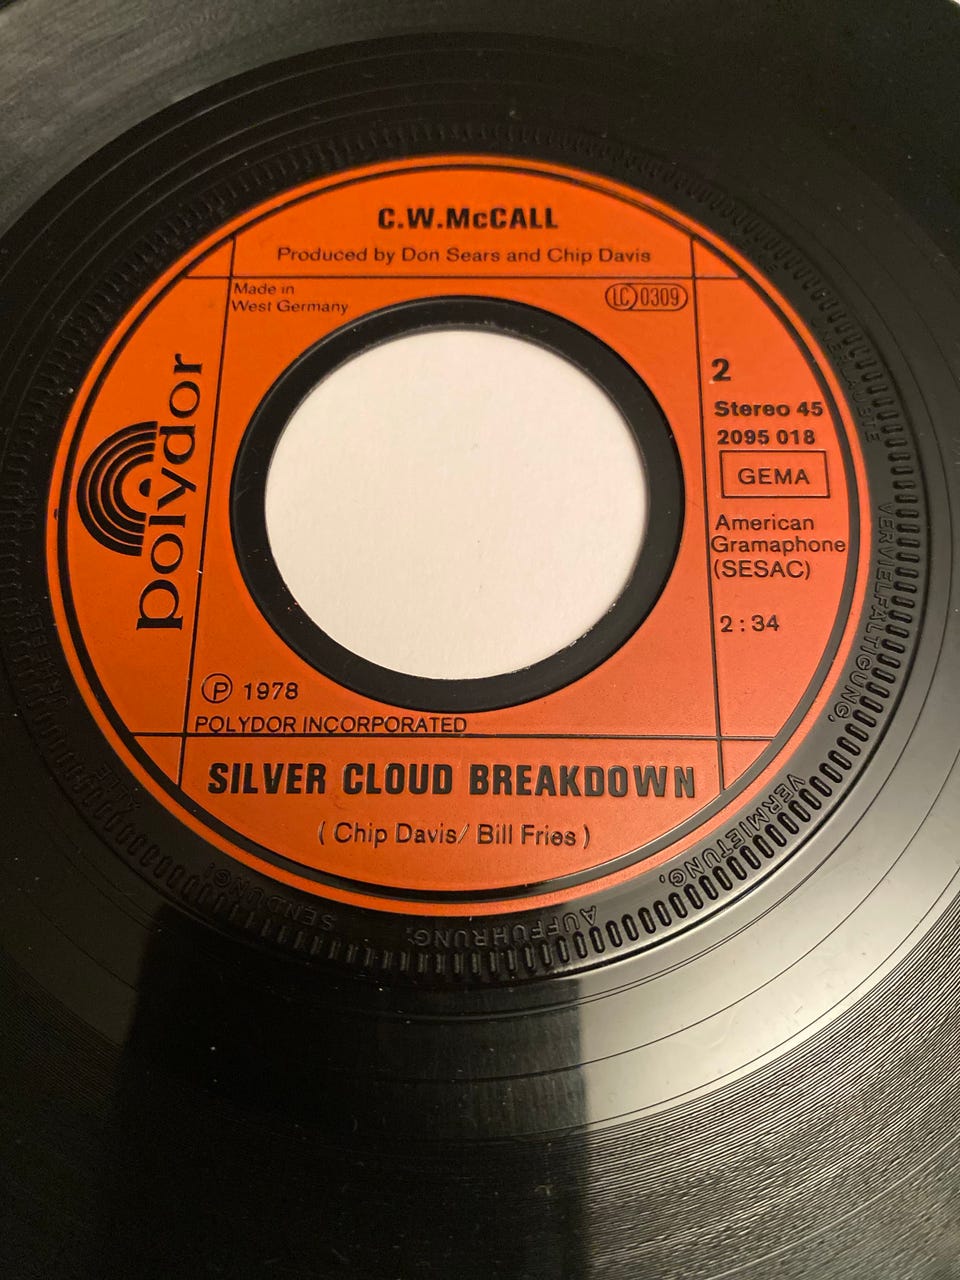 C.W.McCALL
Produced by Don Sears and Chip Davis
Made in
West Germany
LC 0309
polydor
2
Stereo 45
2095 018
GEMA
American
Gramaphone
(SESAC)
2:34
℗ 1978
POLYDOR INCORPORATED
SILVER CLOUD BREAKDOWN
(Chip Davis/ Bill Fries)
VERVIELFÄLTIGUNG,
VERMIETUNG,
AUFFÜHRUNG,
SENDUNG!